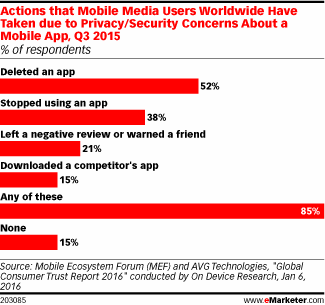 Actions that Mobile Media Users Worldwide Have
Taken due to Privacy/Security Concerns About a
Mobile App, Q3 2015
% of respondents
Deleted an app
52%
Stopped using an app
38%
Left a negative review or warned a friend
21%
Downloaded a competitor's app
15%
Any of these
85%
None
15%
Source: Mobile Ecosystem Forum (MEF) and AVG Technologies, "Global
Consumer Trust Report 2016" conducted by On Device Research, Jan 6,
2016
203085
www.eMarketer.com